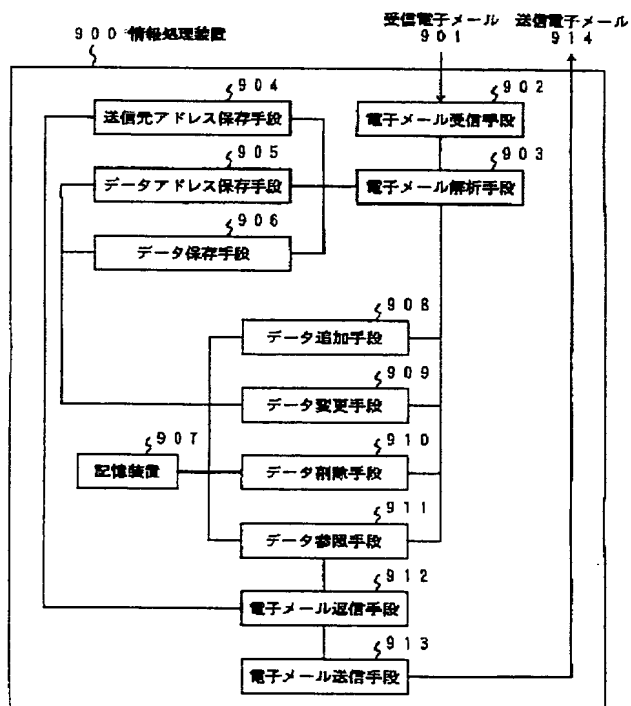 900 情報処理装置
受信電子メール
901
送信電子メール
914
904
送信元アドレス保存手段
902
電子メール受信手段
905
データアドレス保存手段
903
電子メール解析手段
906
データ保存手段
908
データ追加手段
909
データ変更手段
907
記憶装置
910
データ削除手段
911
データ参照手段
912
電子メール返信手段
913
電子メール送信手段